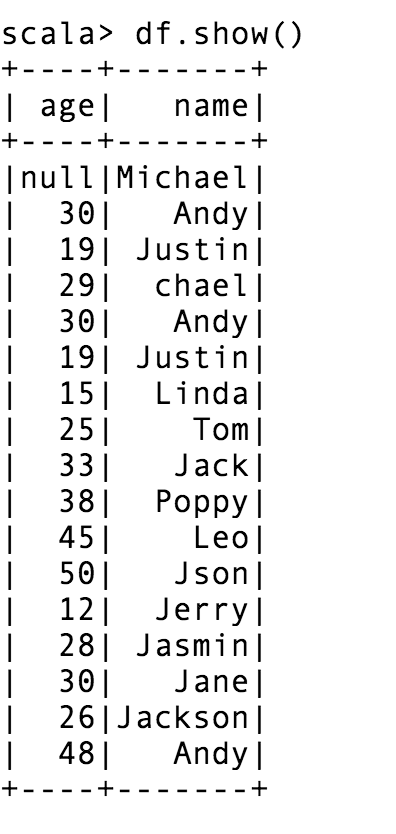 scala> df.show()
+----+-------+
| age|   name|
+----+-------+
|null|Michael|
|  30|   Andy|
|  19| Justin|
|  29|  chael|
|  30|   Andy|
|  19| Justin|
|  15|  Linda|
|  25|    Tom|
|  33|   Jack|
|  38|  Poppy|
|  45|    Leo|
|  50|   Json|
|  12|  Jerry|
|  28| Jasmin|
|  30|   Jane|
|  26|Jackson|
|  48|   Andy|
+----+-------+